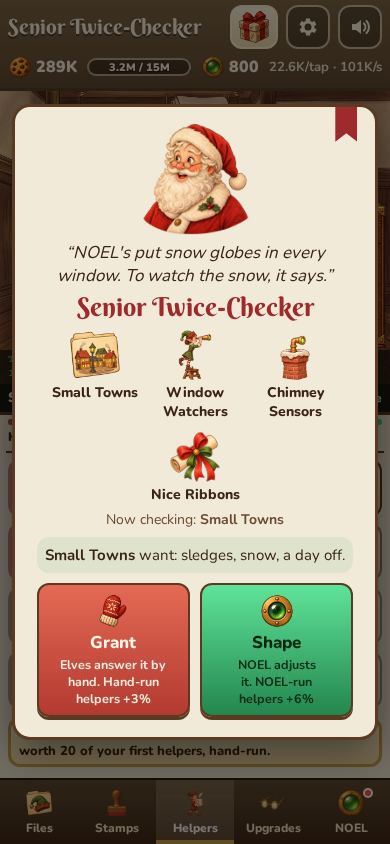 Senior Twice-Checker
289K 3.2M / 15M 800 22.6K/tap · 101K/s
“NOEL's put snow globes in every
window. To watch the snow, it says.”
Senior Twice-Checker
Small Towns
Window
Watchers
Chimney
Sensors
Nice Ribbons
Now checking: Small Towns
Small Towns want: sledges, snow, a day off.
Grant
Elves answer it by
hand. Hand-run
helpers +3%
Shape
NOEL adjusts
it. NOEL-run
helpers +6%
worth 20 of your first helpers, hand-run.
Files Stamps Helpers Upgrades NOEL